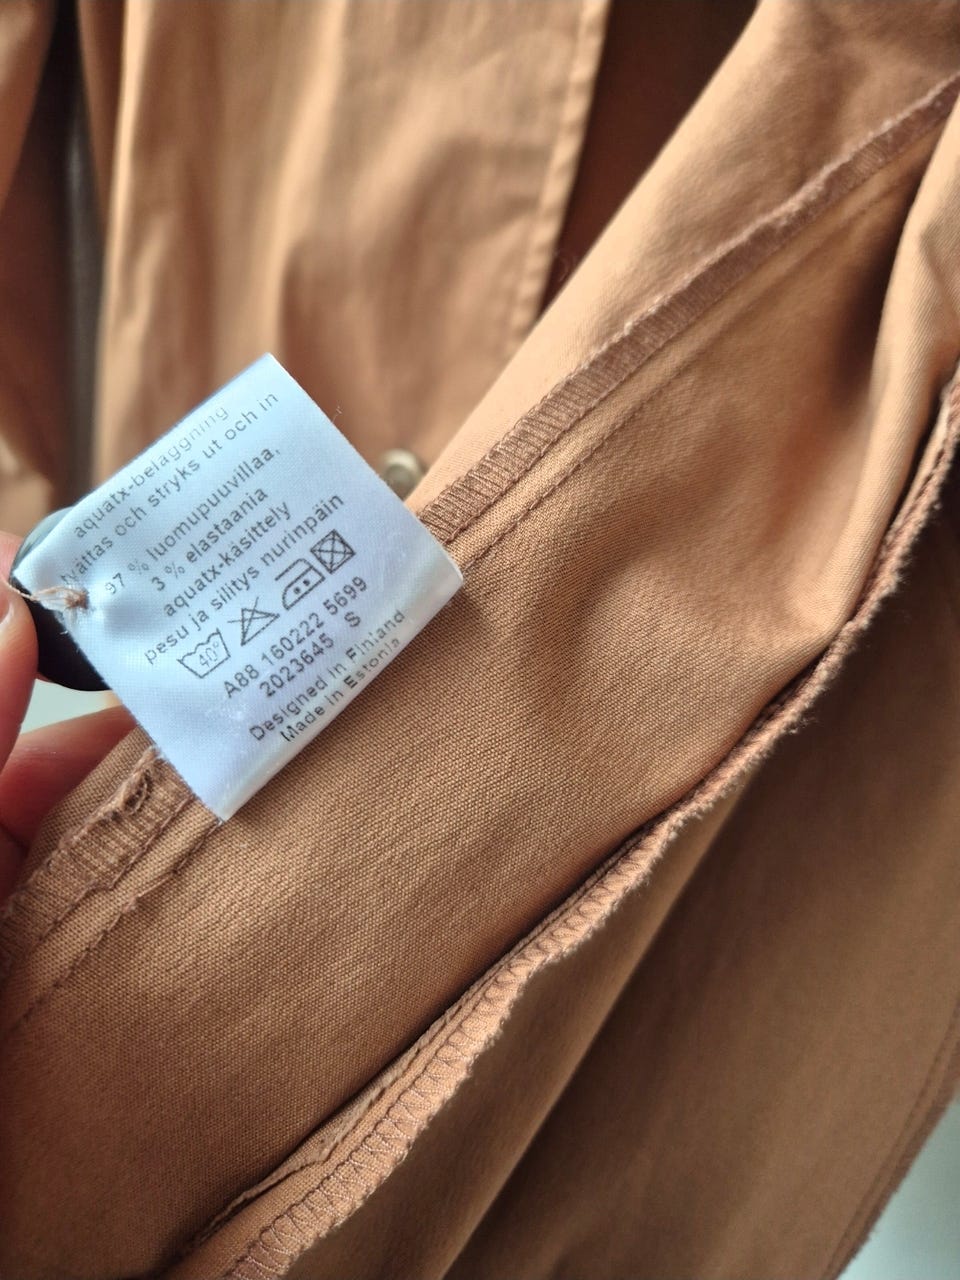 aquatx-beläggning
tvättas och stryks ut och in
97 % luomupuuvillaa,
3 % elastaania
aquatx-käsittely
pesu ja silitys nurinpäin
40°
A88 160222 5699
2023645 S
Designed in Finland
Made in Estonia